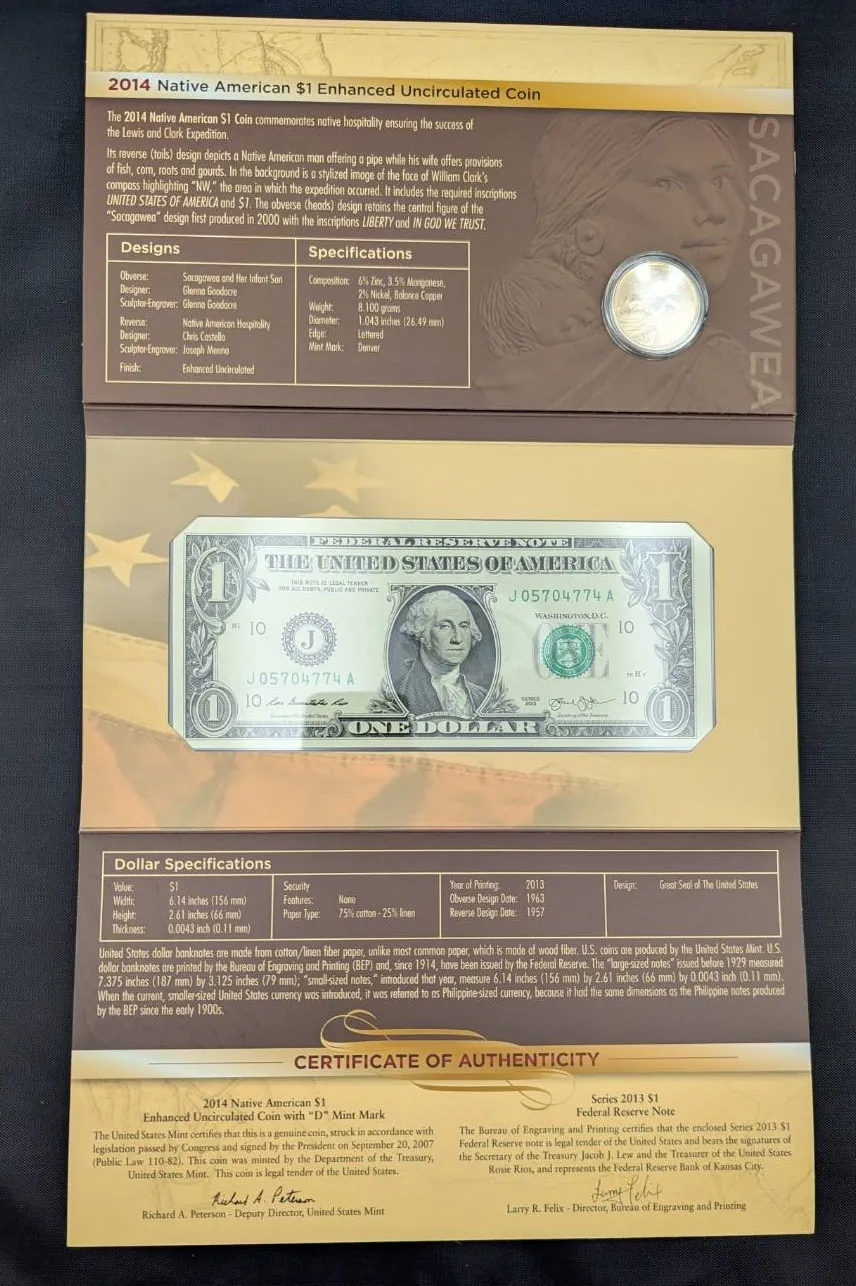 2014 Native American $1 Enhanced Uncirculated Coin
The 2014 Native American $1 Coin commemorates native hospitality ensuring the success of
the Lewis and Clark Expedition.
Its reverse (tails) design depicts a Native American man offering a pipe while his wife offers provisions
of fish, corn, roots and gourds. In the background is a stylized image of the face of William Clark's
compass highlighting "NW," the area in which the expedition occurred. It includes the required inscriptions
UNITED STATES OF AMERICA and $1. The obverse (heads) design retains the central figure of the
"Sacagawea" design first produced in 2000 with the inscriptions LIBERTY and IN GOD WE TRUST.
SACAGAWEA
Designs
Obverse: Sacagawea and Her Infant Son
Designer: Glenna Goodacre
Sculptor-Engraver: Glenna Goodacre
Reverse: Native American Hospitality
Designer: Chris Costello
Sculptor-Engraver: Joseph Menna
Finish: Enhanced Uncirculated
Specifications
Composition: 6% Zinc, 3.5% Manganese,
2% Nickel, Balance Copper
Weight: 8.100 grams
Diameter: 1.043 inches (26.49 mm)
Edge: Lettered
Mint Mark: Denver
FEDERAL RESERVE NOTE
THE UNITED STATES OF AMERICA
1
1
THIS NOTE IS LEGAL TENDER
FOR ALL DEBTS, PUBLIC AND PRIVATE
J 05704774 A
WASHINGTON, D.C.
10
J
ONE
10
J 05704774 A
10
SERIES
2013
10
1
ONE DOLLAR
1
Dollar Specifications
Value: $1
Width: 6.14 inches (156 mm)
Height: 2.61 inches (66 mm)
Thickness: 0.0043 inch (0.11 mm)
Security
Features: None
Paper Type: 75% cotton - 25% linen
Year of Printing: 2013
Obverse Design Date: 1963
Reverse Design Date: 1957
Design: Great Seal of The United States
United States dollar banknotes are made from cotton/linen fiber paper, unlike most common paper, which is made of wood fiber. U.S. coins are produced by the United States Mint. U.S.
dollar banknotes are printed by the Bureau of Engraving and Printing (BEP) and, since 1914, have been issued by the Federal Reserve. The "large-sized notes" issued before 1929 measured
7.375 inches (187 mm) by 3.125 inches (79 mm); "small-sized notes," introduced that year, measure 6.14 inches (156 mm) by 2.61 inches (66 mm) by 0.0043 inch (0.11 mm).
When the current, smaller-sized United States currency was introduced, it was referred to as Philippine-sized currency, because it had the same dimensions as the Philippine notes produced
by the BEP since the early 1900s.
CERTIFICATE OF AUTHENTICITY
2014 Native American $1
Enhanced Uncirculated Coin with "D" Mint Mark
The United States Mint certifies that this is a genuine coin, struck in accordance with
legislation passed by Congress and signed by the President on September 20, 2007
(Public Law 110-82). This coin was minted by the Department of the Treasury,
United States Mint. This coin is legal tender of the United States.
Richard A. Peterson
Richard A. Peterson - Deputy Director, United States Mint
Series 2013 $1
Federal Reserve Note
The Bureau of Engraving and Printing certifies that the enclosed Series 2013 $1
Federal Reserve note is legal tender of the United States and bears the signatures of
the Secretary of the Treasury Jacob J. Lew and the Treasurer of the United States
Rosie Rios, and represents the Federal Reserve Bank of Kansas City.
Larry Felix
Larry R. Felix - Director, Bureau of Engraving and Printing